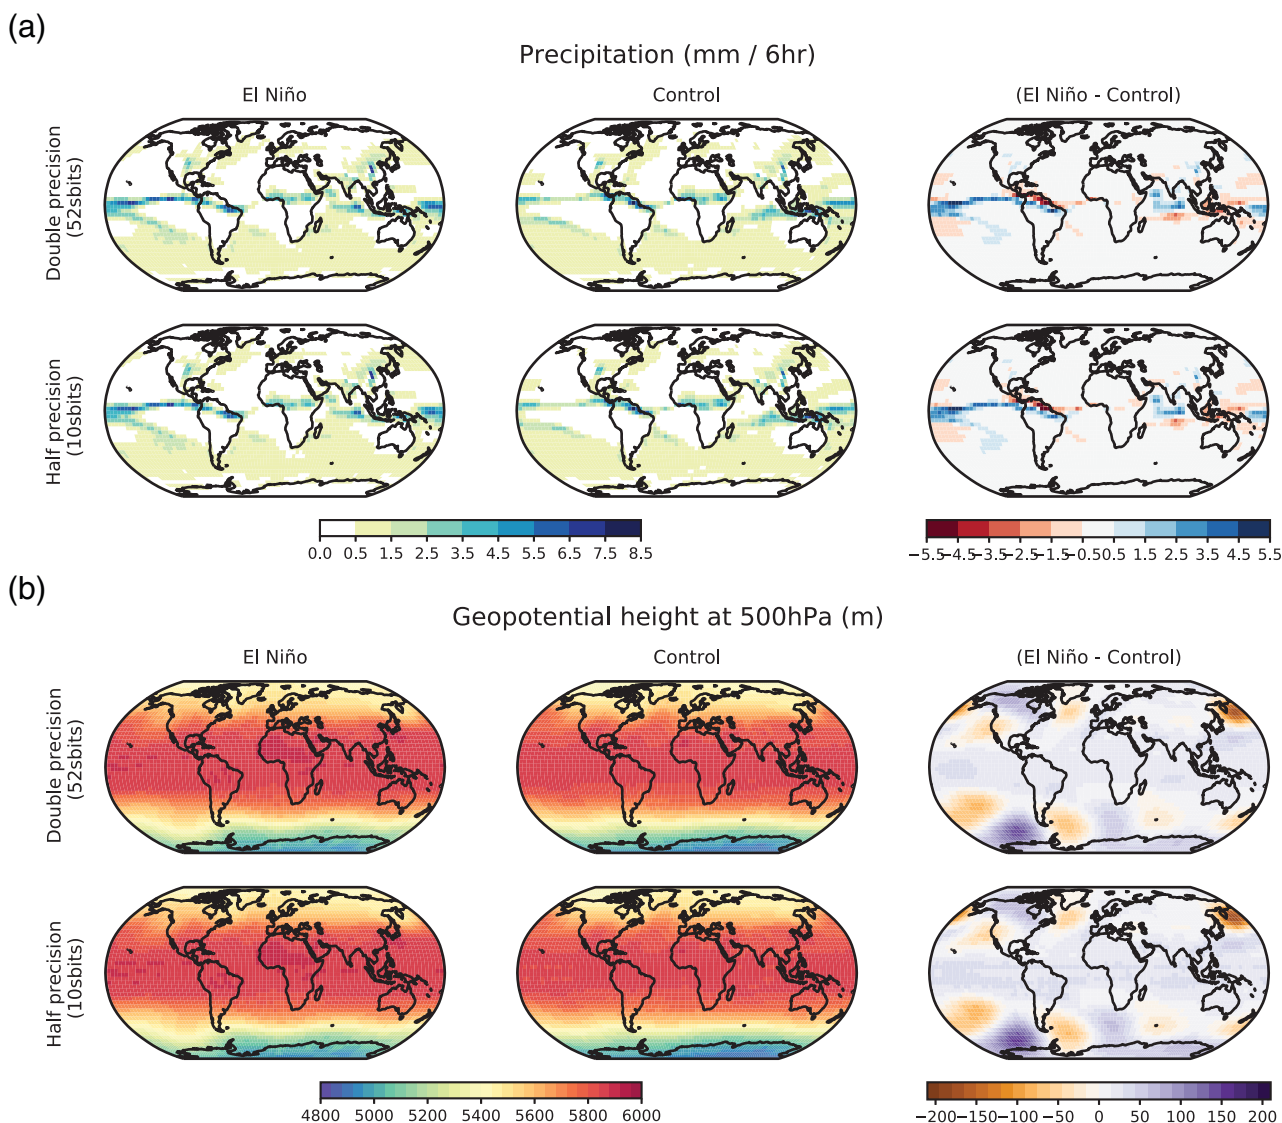 (a)
Precipitation (mm / 6hr)
El Niño
Control
(El Niño - Control)
Double precision
(52sbits)
Half precision
(10sbits)
0.0 0.5 1.5 2.5 3.5 4.5 5.5 6.5 7.5 8.5
−5.5 −4.5 −3.5 −2.5 −1.5 −0.5 0.5 1.5 2.5 3.5 4.5 5.5
(b)
Geopotential height at 500hPa (m)
El Niño
Control
(El Niño - Control)
Double precision
(52sbits)
Half precision
(10sbits)
4800 5000 5200 5400 5600 5800 6000
−200 −150 −100 −50 0 50 100 150 200